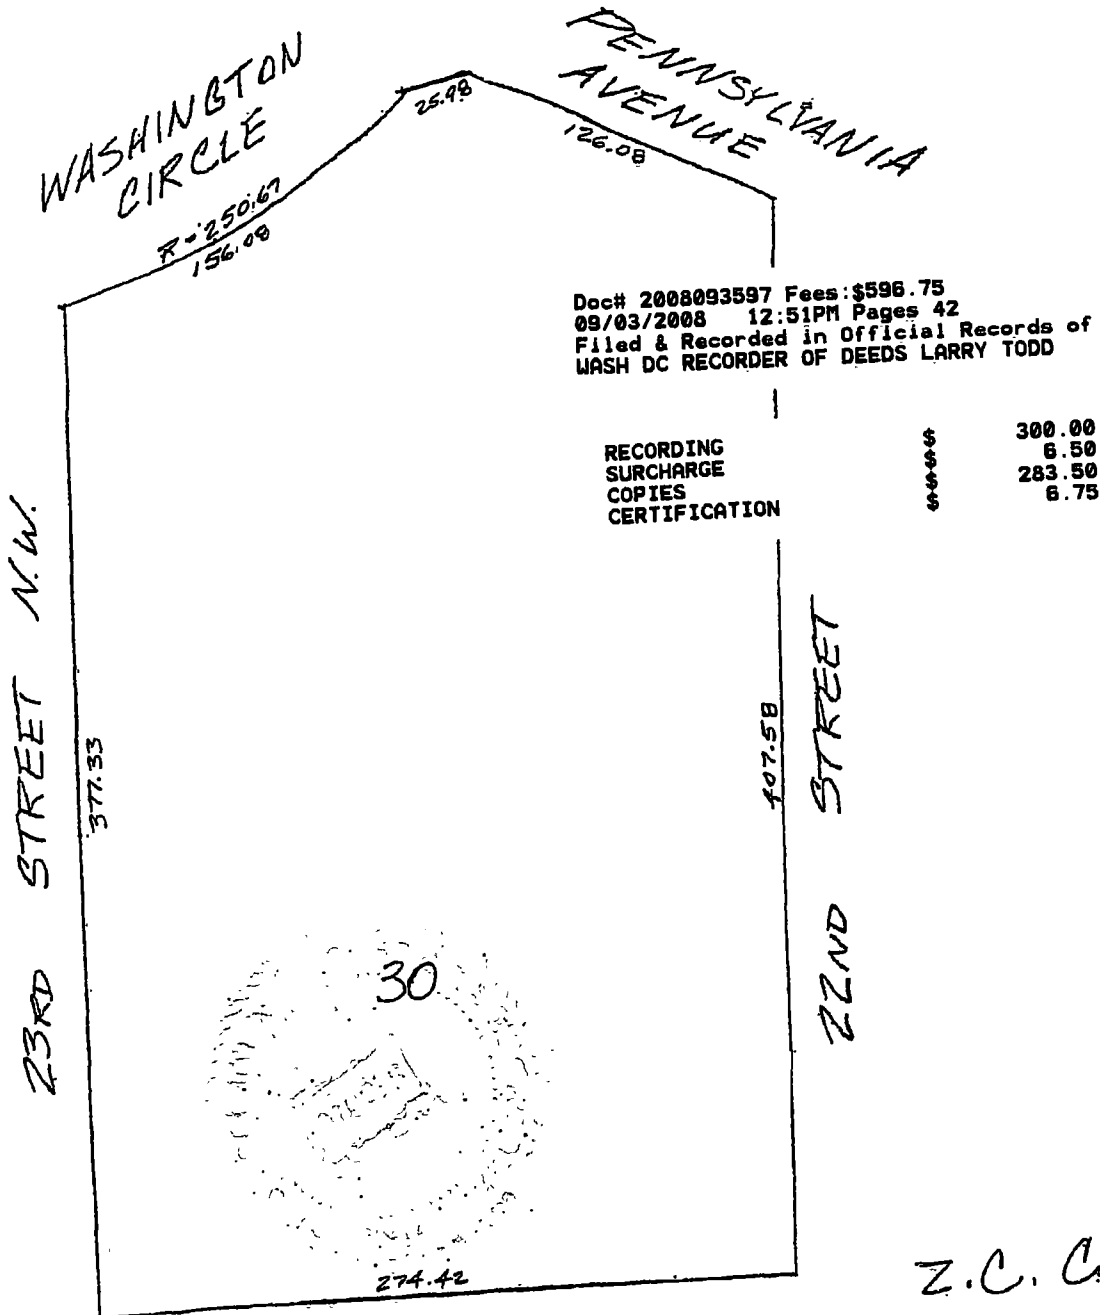 WASHINGTON
CIRCLE
PENNSYLVANIA
AVENUE
25.98
126.08
R=250.67
156.08
Doc# 2008093597 Fees:$596.75
09/03/2008 12:51PM Pages 42
Filed & Recorded in Official Records of
WASH DC RECORDER OF DEEDS LARRY TODD
RECORDING $ 300.00
SURCHARGE $ 6.50
COPIES $ 283.50
CERTIFICATION $ 6.75
23RD STREET N.W.
377.33
407.58
22ND STREET
30
274.42
Z.C. C.